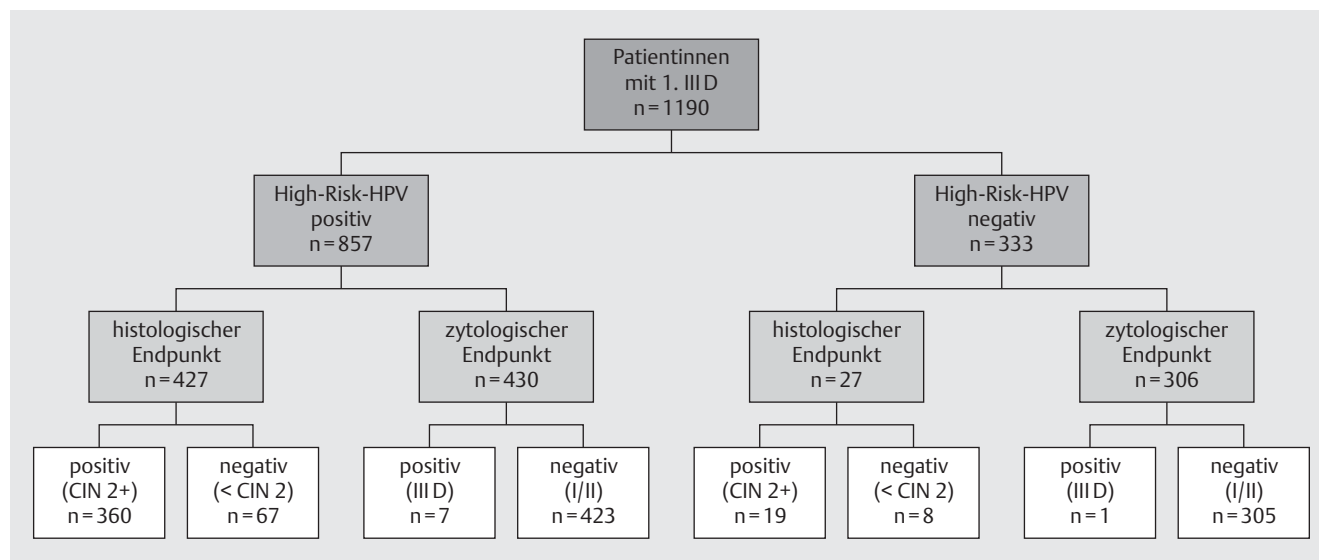 Patientinnen
mit 1. III D
n = 1190
High-Risk-HPV
positiv
n = 857
High-Risk-HPV
negativ
n = 333
histologischer
Endpunkt
n = 427
zytologischer
Endpunkt
n = 430
histologischer
Endpunkt
n = 27
zytologischer
Endpunkt
n = 306
positiv
(CIN 2+)
n = 360
negativ
(< CIN 2)
n = 67
positiv
(III D)
n = 7
negativ
(I/II)
n = 423
positiv
(CIN 2+)
n = 19
negativ
(< CIN 2)
n = 8
positiv
(III D)
n = 1
negativ
(I/II)
n = 305